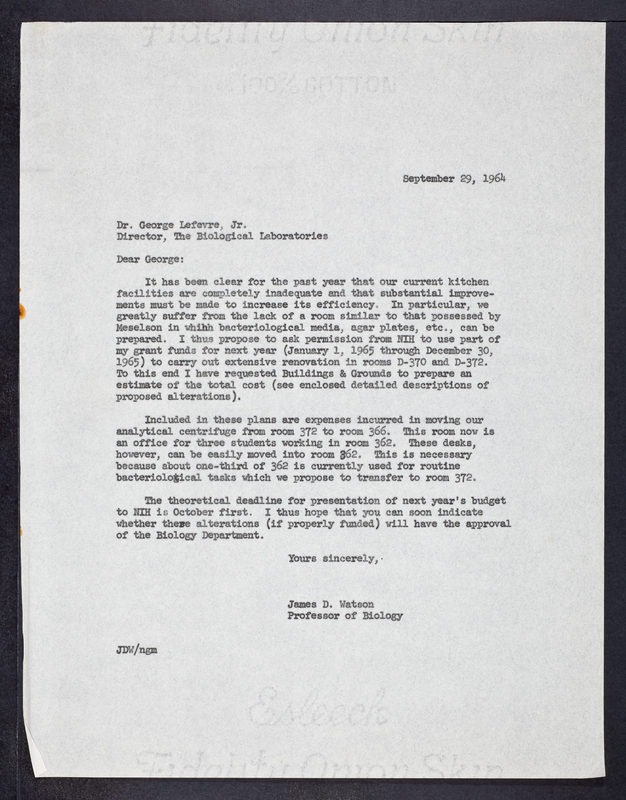 Fidelity Onion Skin
100% COTTON
September 29, 1964
Dr. George Lefevre, Jr.
Director, The Biological Laboratories
Dear George:
It has been clear for the past year that our current kitchen
facilities are completely inadequate and that substantial improve-
ments must be made to increase its efficiency. In particular, we
greatly suffer from the lack of a room similar to that possessed by
Meselson in whihh bacteriological media, agar plates, etc., can be
prepared. I thus propose to ask permission from NIH to use part of
my grant funds for next year (January 1, 1965 through December 30,
1965) to carry out extensive renovation in rooms D-370 and D-372.
To this end I have requested Buildings & Grounds to prepare an
estimate of the total cost (see enclosed detailed descriptions of
proposed alterations).
Included in these plans are expenses incurred in moving our
analytical centrifuge from room 372 to room 366. This room now is
an office for three students working in room 362. These desks,
however, can be easily moved into room 362. This is necessary
because about one-third of 362 is currently used for routine
bacteriological tasks which we propose to transfer to room 372.
The theoretical deadline for presentation of next year's budget
to NIH is October first. I thus hope that you can soon indicate
whether these alterations (if properly funded) will have the approval
of the Biology Department.
Yours sincerely,
James D. Watson
Professor of Biology
JDW/ngm
Esleeck
Fidelity Onion Skin